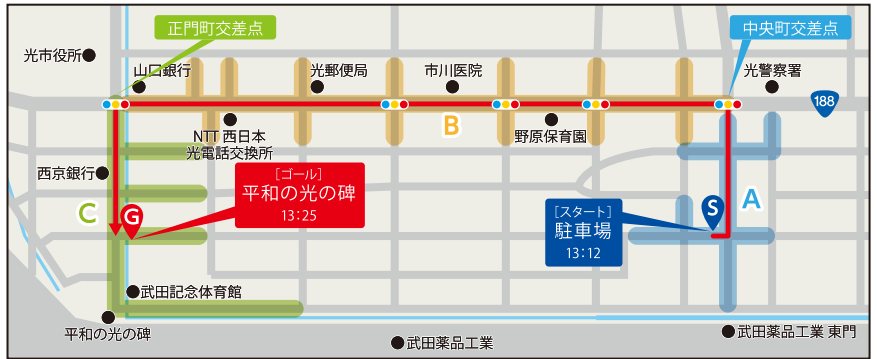 正門町交差点
中央町交差点
光市役所
山口銀行
光郵便局
市川医院
光警察署
188
B
NTT 西日本
光電話交換所
野原保育園
西京銀行
[ゴール]
平和の光の碑
13:25
C
G
[スタート]
駐車場
13:12
S
A
武田記念体育館
平和の光の碑
武田薬品工業
武田薬品工業 東門